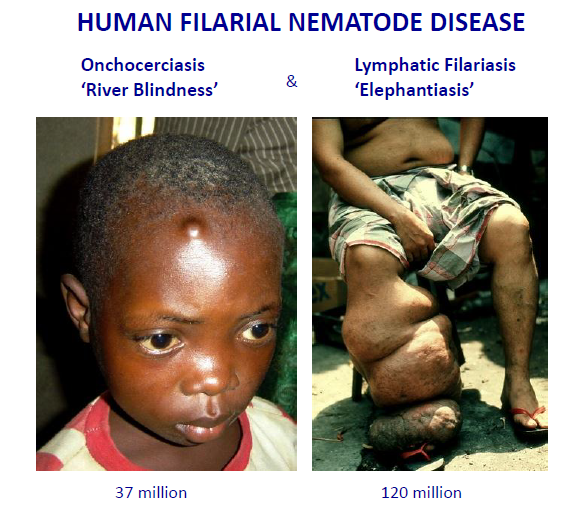 HUMAN FILARIAL NEMATODE DISEASE
Onchocerciasis
‘River Blindness’
&
Lymphatic Filariasis
‘Elephantiasis’
37 million
120 million